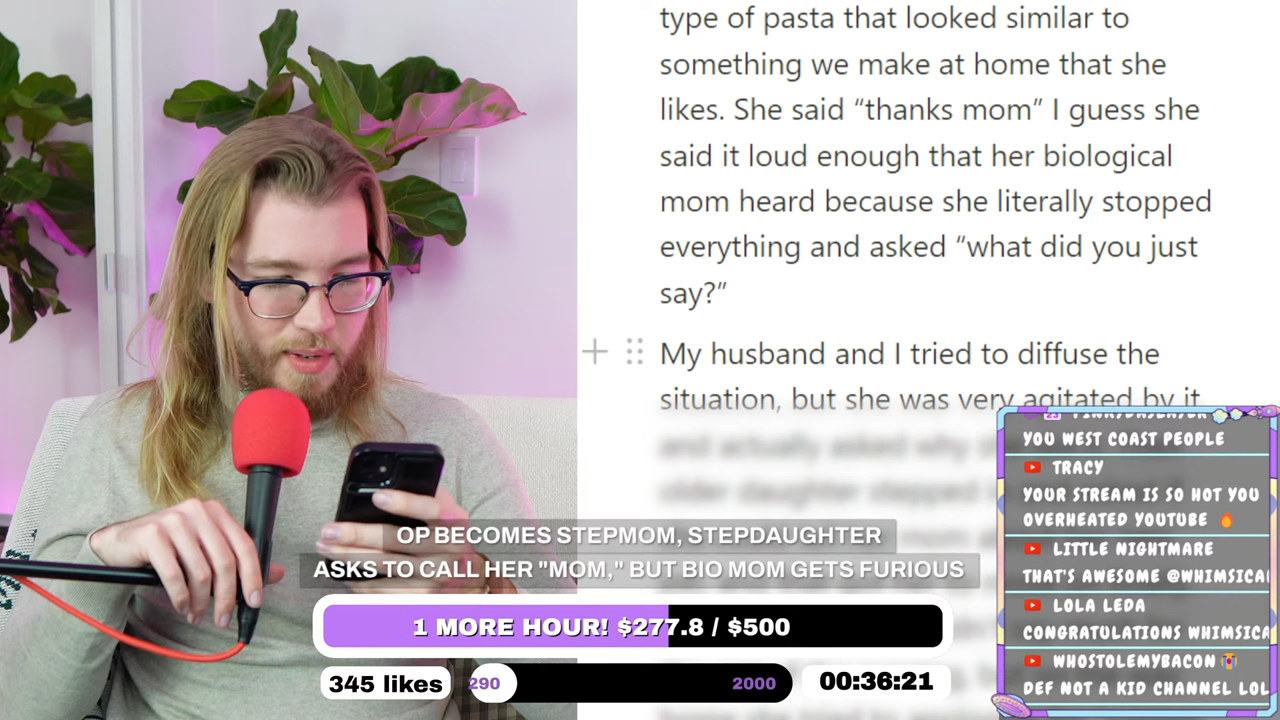 type of pasta that looked similar to
something we make at home that she
likes. She said “thanks mom” I guess she
said it loud enough that her biological
mom heard because she literally stopped
everything and asked “what did you just
say?”
My husband and I tried to diffuse the
situation, but she was very agitated by it
OP BECOMES STEPMOM, STEPDAUGHTER
ASKS TO CALL HER "MOM," BUT BIO MOM GETS FURIOUS
1 MORE HOUR! $277.8 / $500
345 likes
290
2000
00:36:21
YOU WEST COAST PEOPLE
TRACY
YOUR STREAM IS SO HOT YOU
OVERHEATED YOUTUBE 🔥
LITTLE NIGHTMARE
THAT'S AWESOME @WHIMSICA
LOLA LEDA
CONGRATULATIONS WHIMSICA
WHOSTOLEMYBACON 😭
DEF NOT A KID CHANNEL LOL